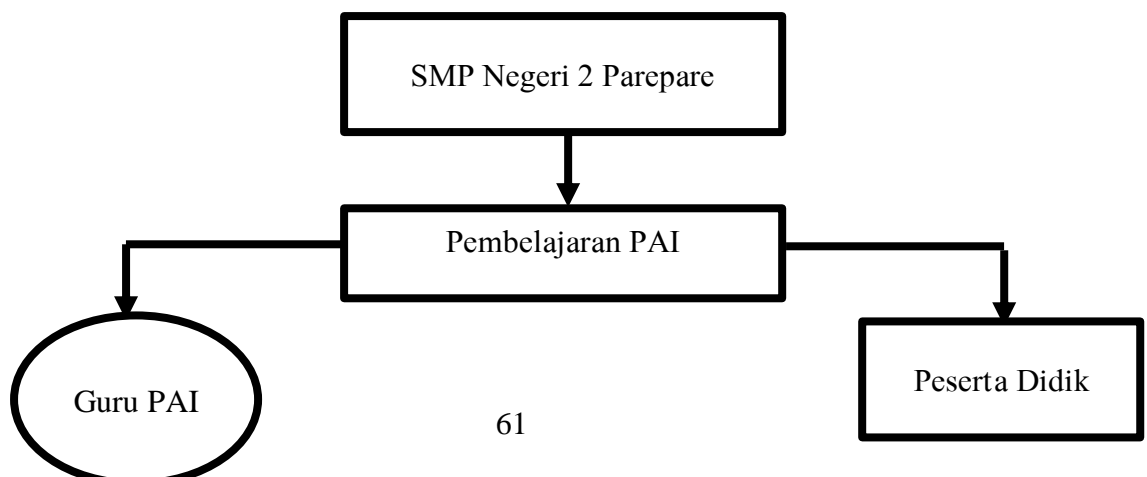 SMP Negeri 2 Parepare
Pembelajaran PAI
Guru PAI
Peserta Didik
61